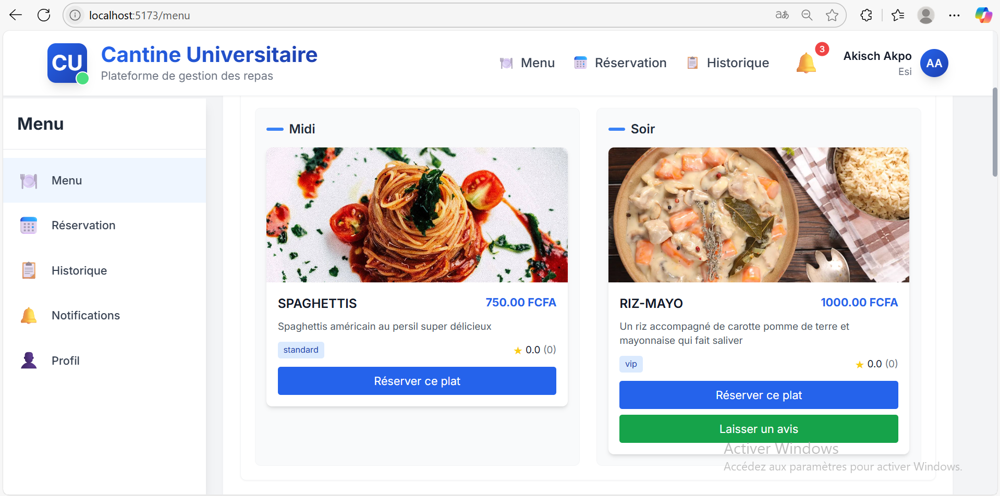 localhost:5173/menu
aあ
CU
Cantine Universitaire
Plateforme de gestion des repas
Menu
Réservation
Historique
3
Akisch Akpo
Esi
AA
Menu
Menu
Réservation
Historique
Notifications
Profil
Midi
SPAGHETTIS
750.00 FCFA
Spaghettis américain au persil super délicieux
standard
★ 0.0 (0)
Réserver ce plat
Soir
RIZ-MAYO
1000.00 FCFA
Un riz accompagné de carotte pomme de terre et
mayonnaise qui fait saliver
vip
★ 0.0 (0)
Réserver ce plat
Laisser un avis
Activer Windows
Accédez aux paramètres pour activer Windows.